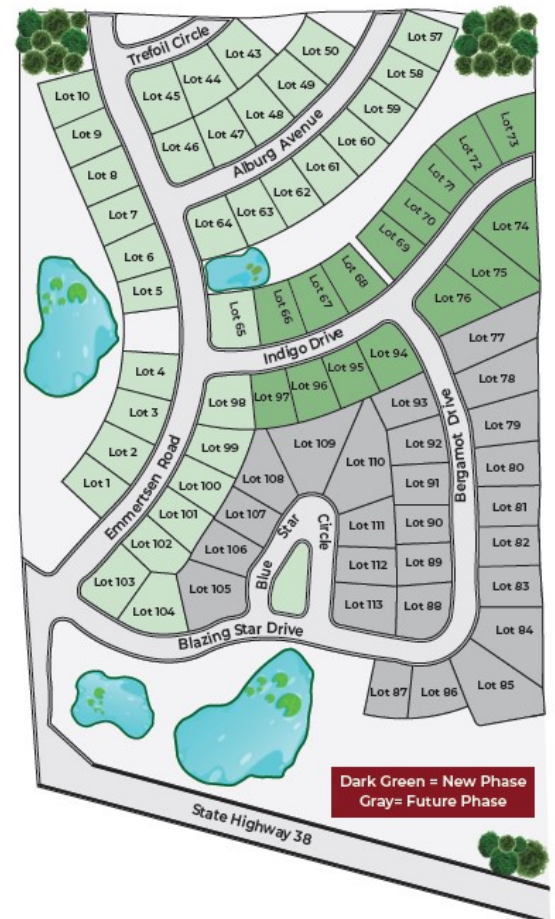 Trefoil Circle
Lot 43
Lot 50
Lot 57
Lot 10
Lot 44
Lot 49
Lot 58
Lot 45
Lot 48
Lot 59
Lot 9
Lot 46
Lot 47
Alburg Avenue
Lot 60
Lot 73
Lot 8
Lot 61
Lot 72
Lot 7
Lot 62
Lot 71
Lot 64
Lot 63
Lot 70
Lot 74
Lot 6
Lot 69
Lot 5
Lot 68
Lot 75
Lot 65
Lot 66
Lot 67
Lot 76
Indigo Drive
Lot 77
Lot 4
Lot 94
Lot 98
Lot 97
Lot 96
Lot 95
Lot 78
Lot 3
Lot 93
Bergamot Drive
Lot 2
Lot 99
Lot 109
Lot 92
Lot 79
Lot 1
Emmertsen Road
Lot 100
Lot 108
Lot 110
Lot 91
Lot 80
Lot 101
Lot 107
Lot 111
Lot 90
Lot 81
Lot 102
Lot 106
Blue Star Circle
Lot 112
Lot 89
Lot 82
Lot 103
Lot 105
Lot 113
Lot 88
Lot 83
Lot 104
Blazing Star Drive
Lot 84
Lot 87
Lot 86
Lot 85
Dark Green = New Phase
Gray= Future Phase
State Highway 38